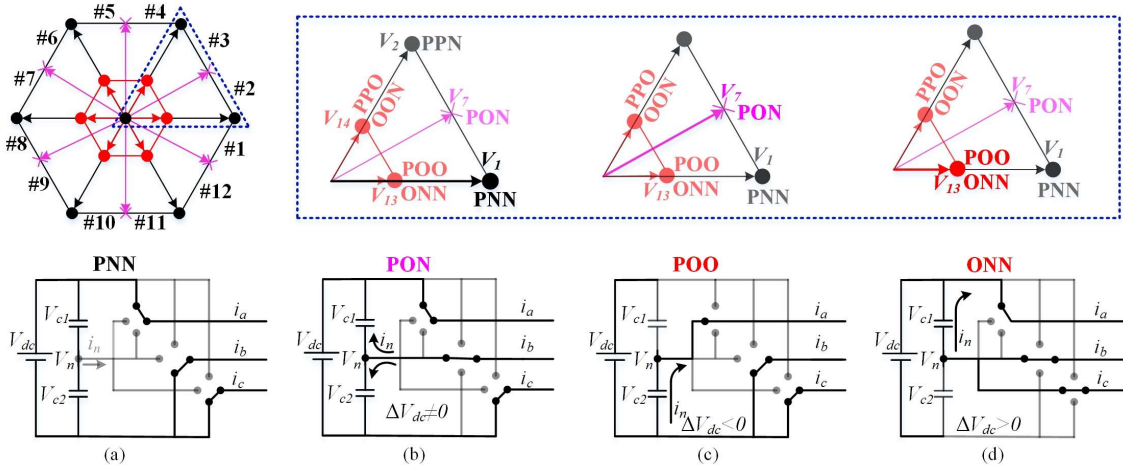 #5 #4
#6 #3
#7 #2
#8 #1
#9 #12
#10 #11
V2 PPN
PPO
OON
V14
V7
PON
V1
POO
V13 ONN
PNN
PPO
OON
V7
PON
V1
POO
V13 ONN
PNN
PPO
OON
V7
PON
V1
POO
V13 ONN
PNN
PNN
Vc1
Vdc
Vn
in
Vc2
ia
ib
ic
(a)
PON
Vc1
Vdc
Vn
in
Vc2
ΔVdc≠0
ia
ib
ic
(b)
POO
Vc1
Vdc
Vn
in
Vc2
ΔVdc<0
ia
ib
ic
(c)
ONN
Vc1
Vdc
Vn
in
Vc2
ΔVdc>0
ia
ib
ic
(d)